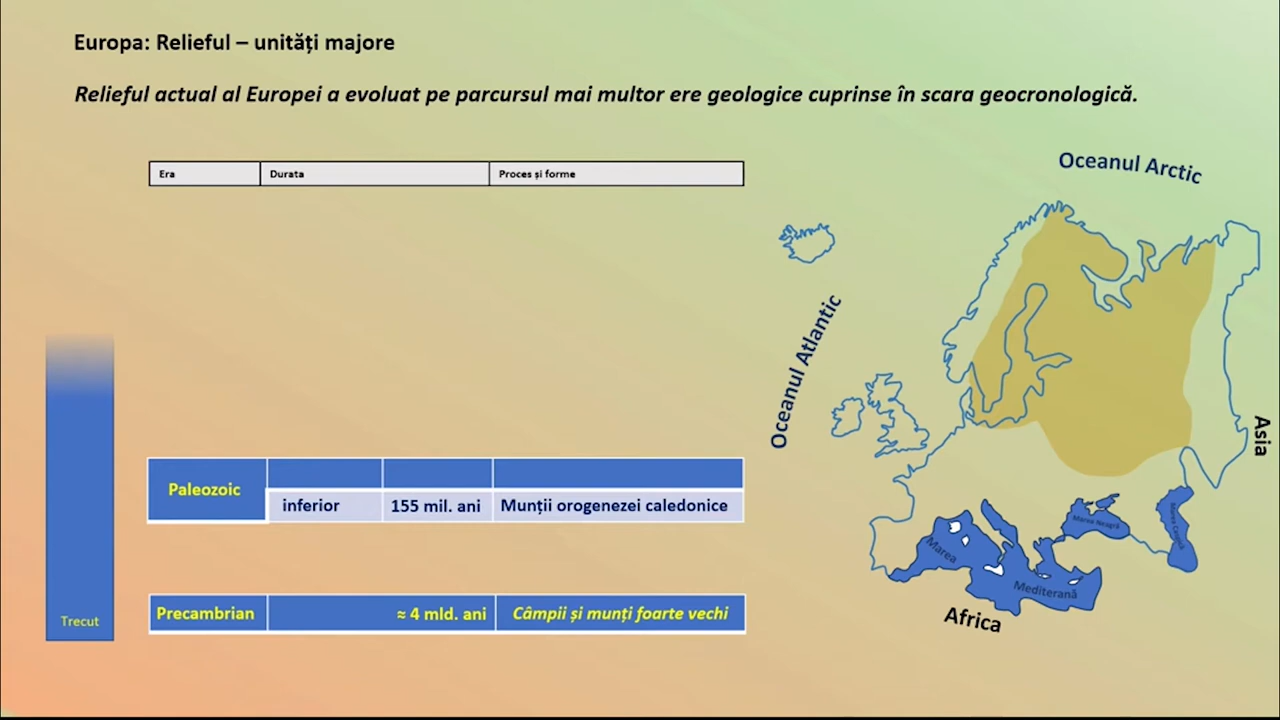 Europa: Relieful – unități majore
Relieful actual al Europei a evoluat pe parcursul mai multor ere geologice cuprinse în scara geocronologică.
Era Durata Proces și forme
Oceanul Arctic
Oceanul Atlantic
Asia
Paleozoic
inferior 155 mil. ani Munții orogenezei caledonice
Marea Neagră
Marea Caspică
Marea
Mediterană
Africa
Precambrian ≈ 4 mld. ani Câmpii și munți foarte vechi
Trecut